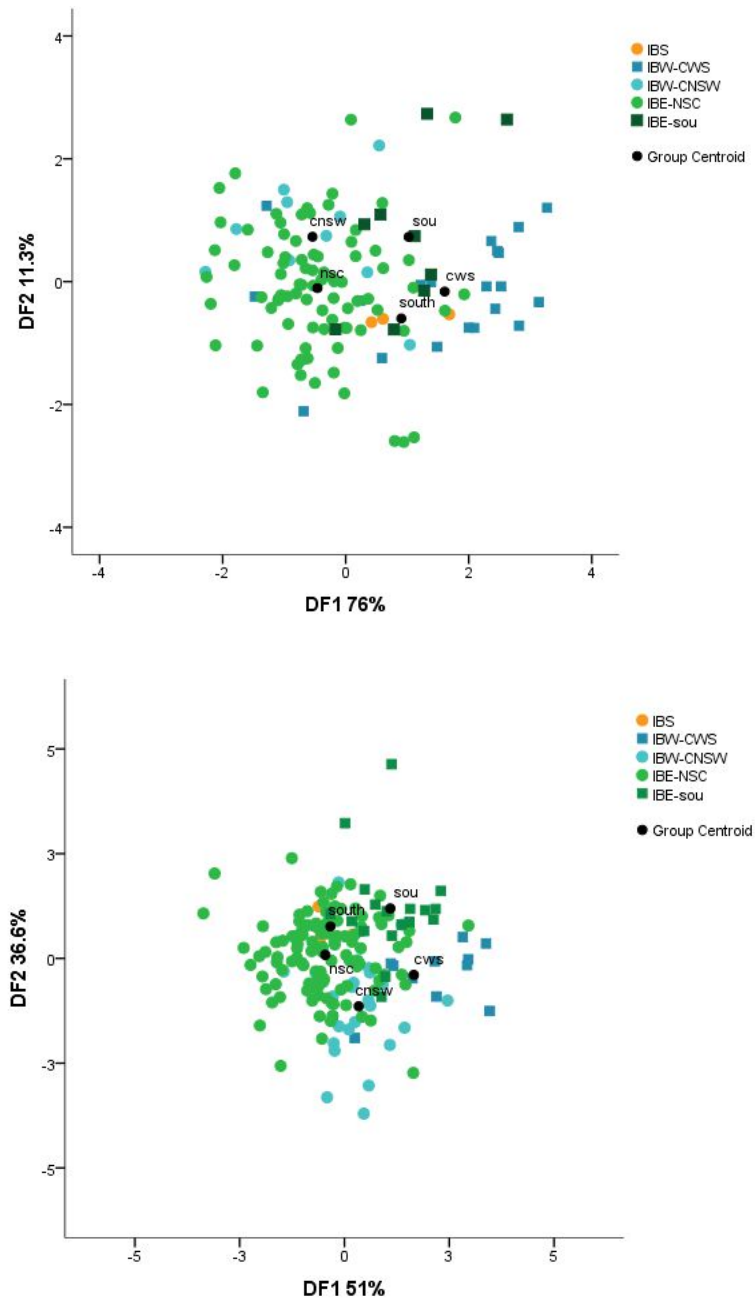 4
2
0
-2
-4
DF2 11.3%
-4
-2
0
2
4
DF1 76%
cnsw
sou
nsc
cws
south
IBS
IBW-CWS
IBW-CNSW
IBE-NSC
IBE-sou
Group Centroid
5
3
0
-3
-5
DF2 36.6%
-5
-3
0
3
5
DF1 51%
sou
south
nsc
cws
cnsw
IBS
IBW-CWS
IBW-CNSW
IBE-NSC
IBE-sou
Group Centroid